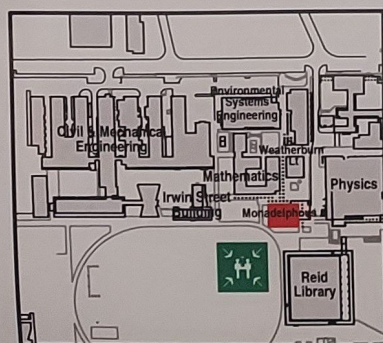 Environmental
Systems
Engineering
Civil & Mechanical
Engineering
Weatherburn
Mathematics
Physics
Irwin Street
Building
Monadelphous
Reid
Library